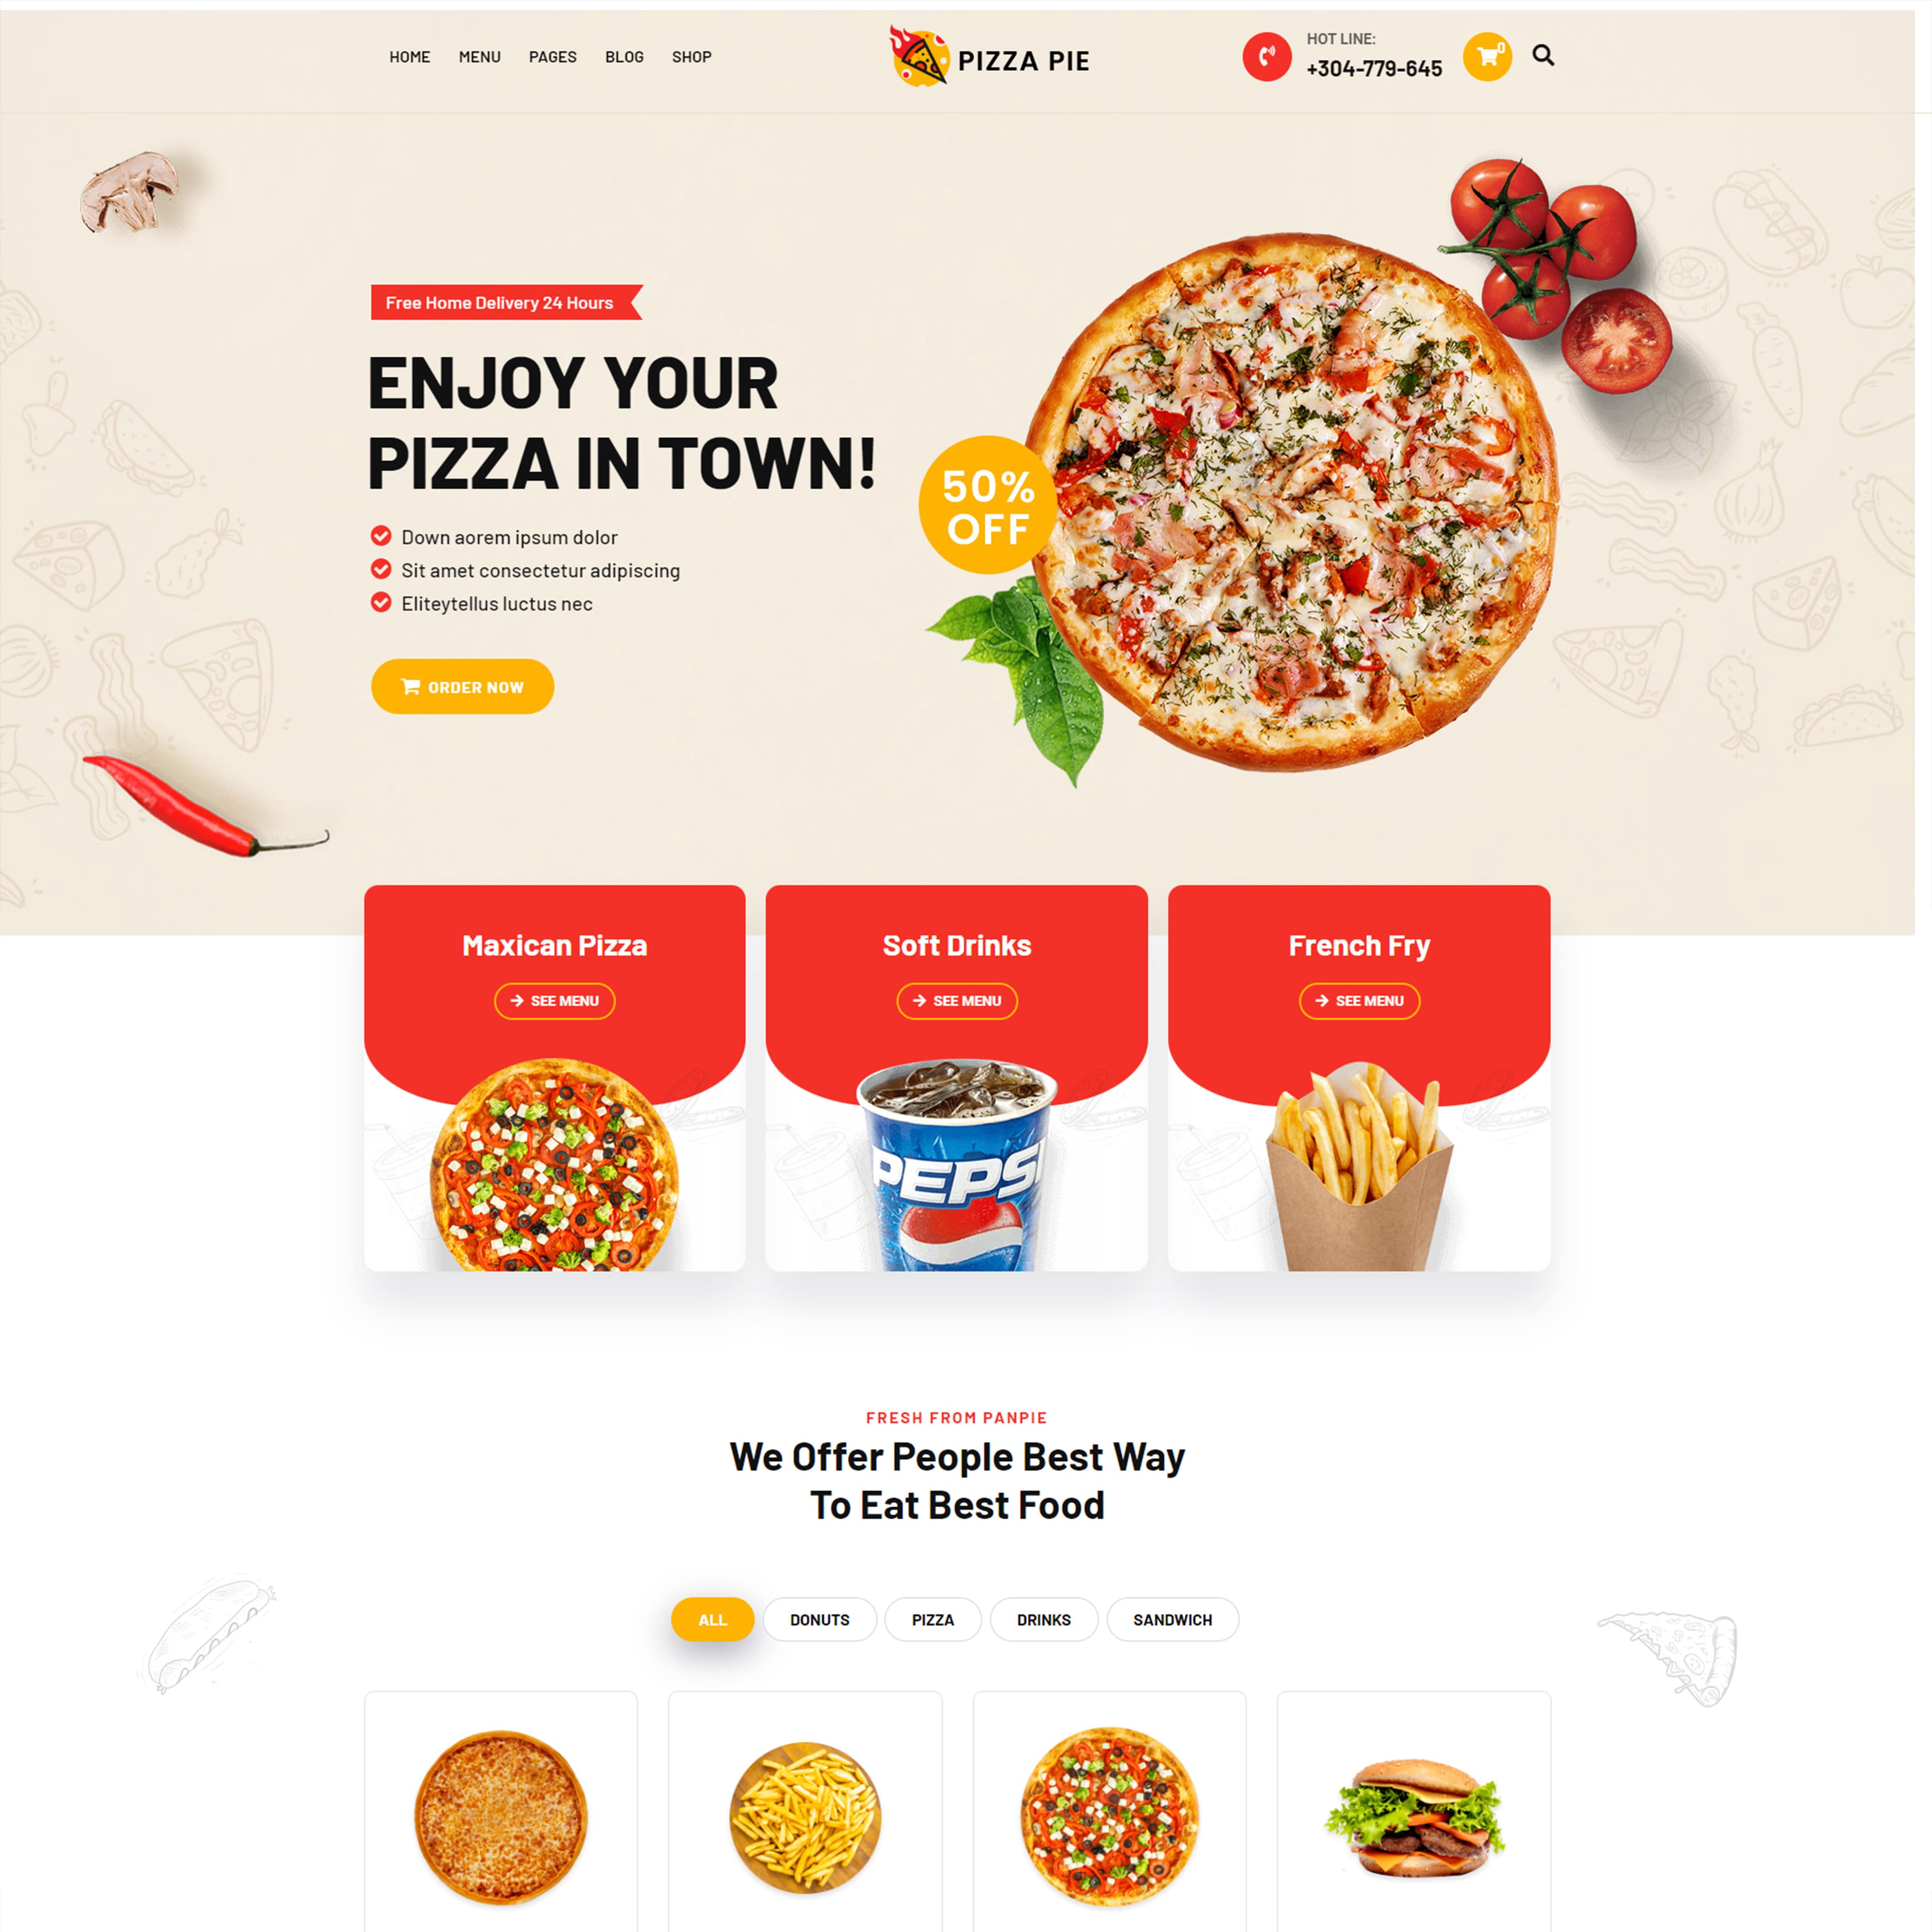 HOME MENU PAGES BLOG SHOP
PIZZA PIE
HOT LINE:
+304-779-645
0
Free Home Delivery 24 Hours
ENJOY YOUR
PIZZA IN TOWN!
50%
OFF
Down aorem ipsum dolor
Sit amet consectetur adipiscing
Eliteytellus luctus nec
ORDER NOW
Maxican Pizza
SEE MENU
Soft Drinks
SEE MENU
PEPSI
French Fry
SEE MENU
FRESH FROM PANPIE
We Offer People Best Way
To Eat Best Food
ALL DONUTS PIZZA DRINKS SANDWICH